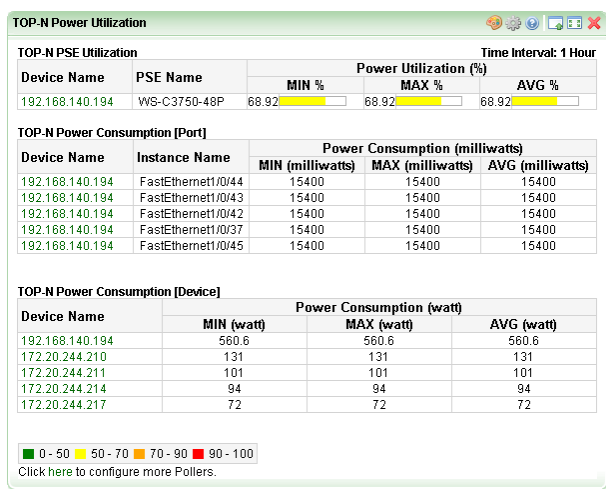 TOP-N Power Utilization
TOP-N PSE Utilization Time Interval: 1 Hour
Device Name PSE Name Power Utilization (%)
MIN % MAX % AVG %
192.168.140.194 WS-C3750-48P 68.92 68.92 68.92
TOP-N Power Consumption [Port]
Device Name Instance Name Power Consumption (milliwatts)
MIN (milliwatts) MAX (milliwatts) AVG (milliwatts)
192.168.140.194 FastEthernet1/0/44 15400 15400 15400
192.168.140.194 FastEthernet1/0/43 15400 15400 15400
192.168.140.194 FastEthernet1/0/42 15400 15400 15400
192.168.140.194 FastEthernet1/0/37 15400 15400 15400
192.168.140.194 FastEthernet1/0/45 15400 15400 15400
TOP-N Power Consumption [Device]
Device Name Power Consumption (watt)
MIN (watt) MAX (watt) AVG (watt)
192.168.140.194 560.6 560.6 560.6
172.20.244.210 131 131 131
172.20.244.211 101 101 101
172.20.244.214 94 94 94
172.20.244.217 72 72 72
0 - 50 50 - 70 70 - 90 90 - 100
Click here to configure more Pollers.